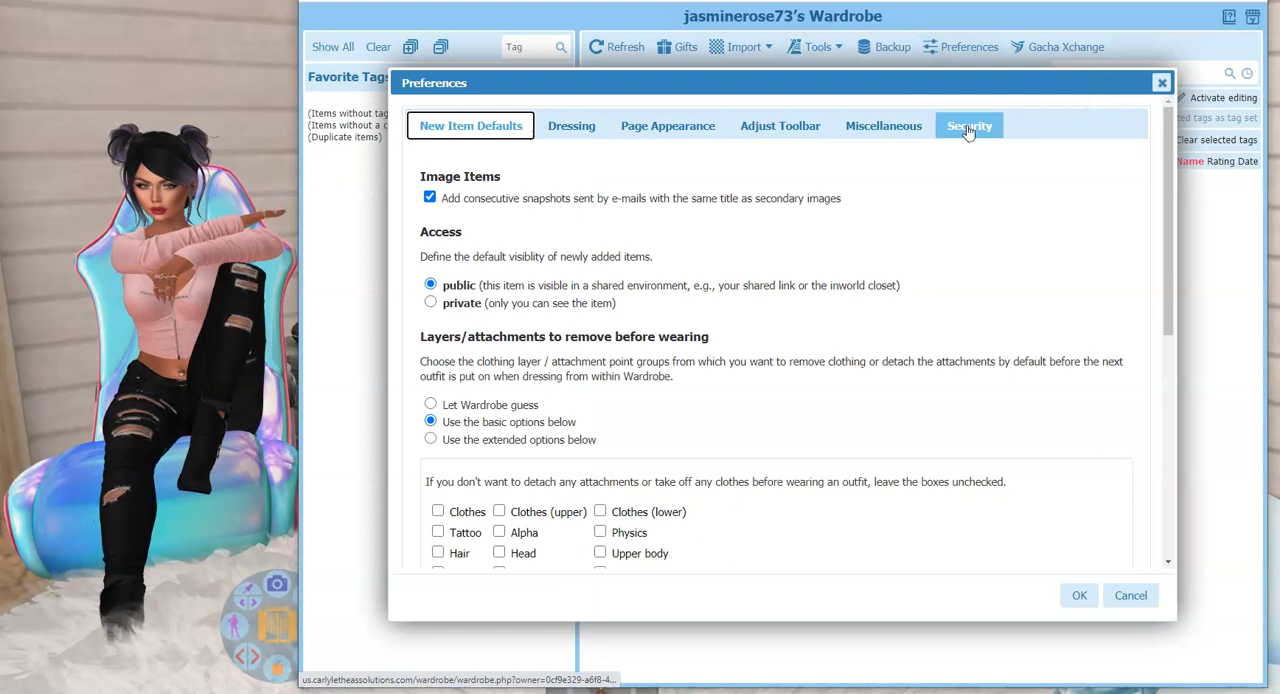 jasminerose73's Wardrobe
Show All Clear Tag Refresh Gifts Import Tools Backup Preferences Gacha Xchange
Favorite Tags
(Items without tag
(Items without a c
(Duplicate items)
Activate editing
ted tags as tag set
Clear selected tags
Name Rating Date
Preferences
New Item Defaults Dressing Page Appearance Adjust Toolbar Miscellaneous Security
Image Items
Add consecutive snapshots sent by e-mails with the same title as secondary images
Access
Define the default visiblity of newly added items.
public (this item is visible in a shared environment, e.g., your shared link or the inworld closet)
private (only you can see the item)
Layers/attachments to remove before wearing
Choose the clothing layer / attachment point groups from which you want to remove clothing or detach the attachments by default before the next
outfit is put on when dressing from within Wardrobe.
Let Wardrobe guess
Use the basic options below
Use the extended options below
If you don't want to detach any attachments or take off any clothes before wearing an outfit, leave the boxes unchecked.
Clothes Clothes (upper) Clothes (lower)
Tattoo Alpha Physics
Hair Head Upper body
OK Cancel
us.carlyletheassolutions.com/wardrobe/wardrobe.php?owner=0cf9e329-a6f8-4...